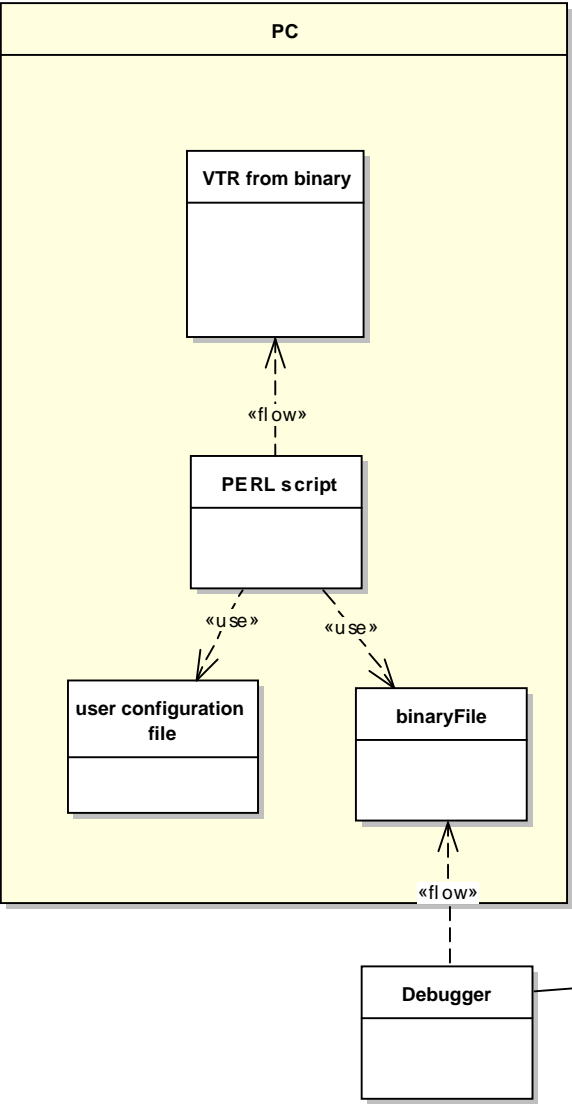 PC
VTR from binary
«flow»
PERL script
«use»
«use»
user configuration
file
binaryFile
«flow»
Debugger